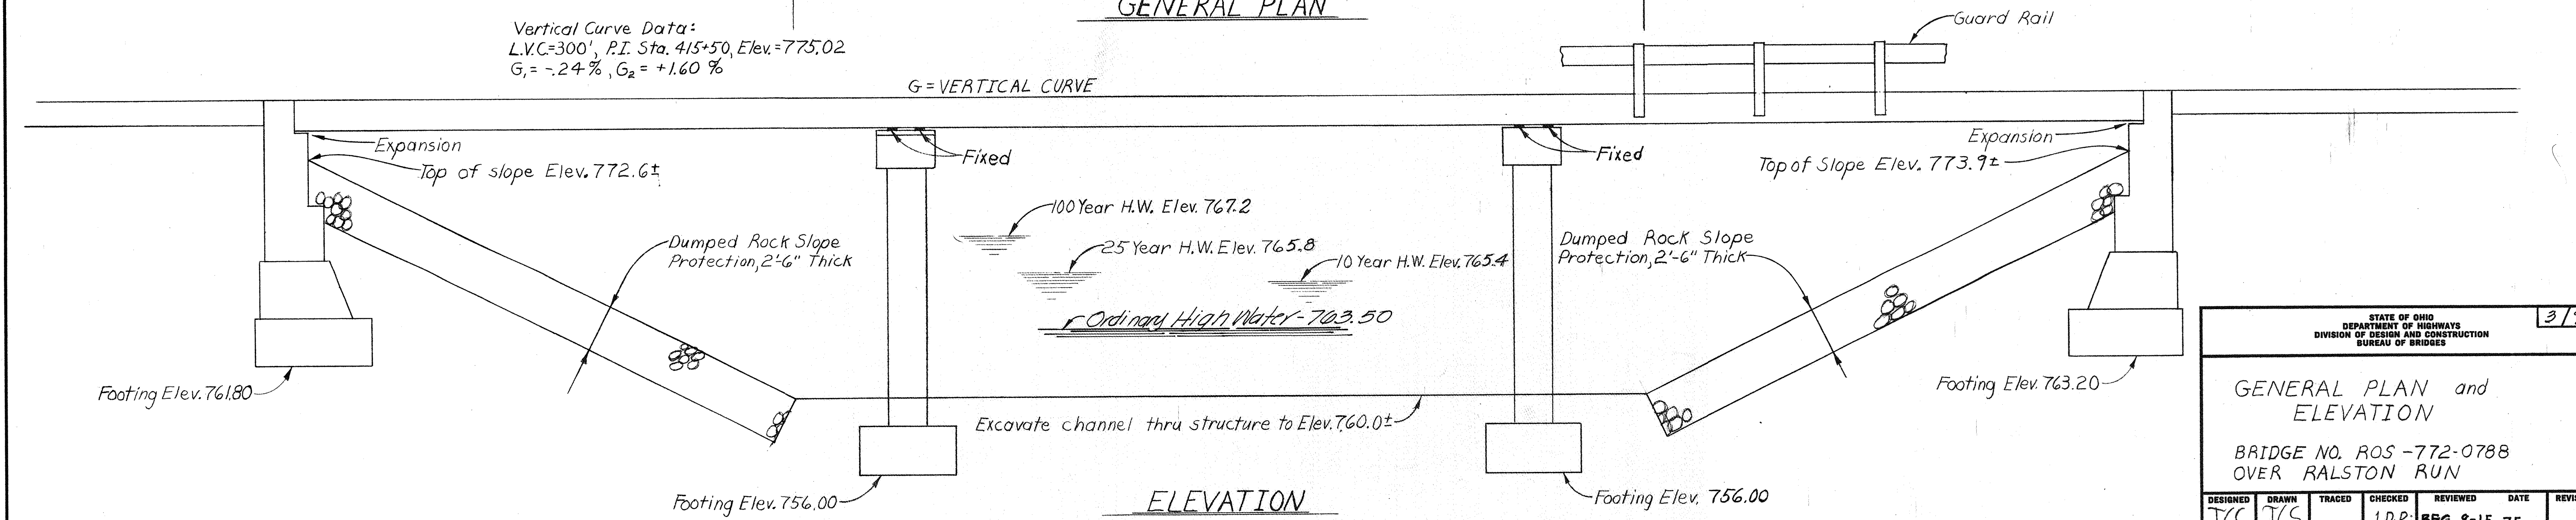 GENERAL PLAN
Vertical Curve Data:
L.V.C=300', P.I. Sta. 415+50, Elev.=775.02
G₁= -.24%, G₂ = +1.60 %
G = VERTICAL CURVE
Guard Rail
Expansion
Top of slope Elev. 772.6±
Fixed
Fixed
Expansion
Top of Slope Elev. 773.9±
100 Year H.W. Elev. 767.2
25 Year H.W. Elev. 765.8
10 Year H.W. Elev. 765.4
Ordinary High Water-763.50
Dumped Rock Slope
Protection, 2'-6" Thick
Dumped Rock Slope
Protection, 2'-6" Thick
Footing Elev. 761.80
Footing Elev. 763.20
Excavate channel thru structure to Elev. 760.0±
Footing Elev. 756.00
Footing Elev. 756.00
ELEVATION
STATE OF OHIO
DEPARTMENT OF HIGHWAYS
DIVISION OF DESIGN AND CONSTRUCTION
BUREAU OF BRIDGES
3/
GENERAL PLAN and
ELEVATION
BRIDGE NO. ROS-772-0788
OVER RALSTON RUN
DESIGNED DRAWN TRACED CHECKED REVIEWED DATE